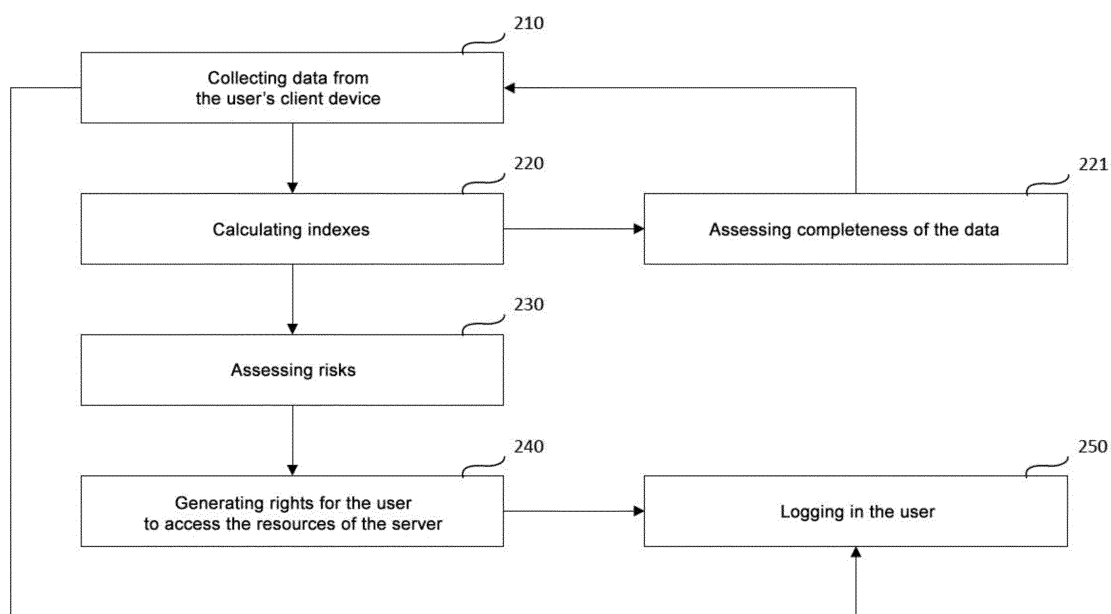 210
Collecting data from
the user's client device
220
221
Calculating indexes
Assessing completeness of the data
230
Assessing risks
240
250
Generating rights for the user
to access the resources of the server
Logging in the user